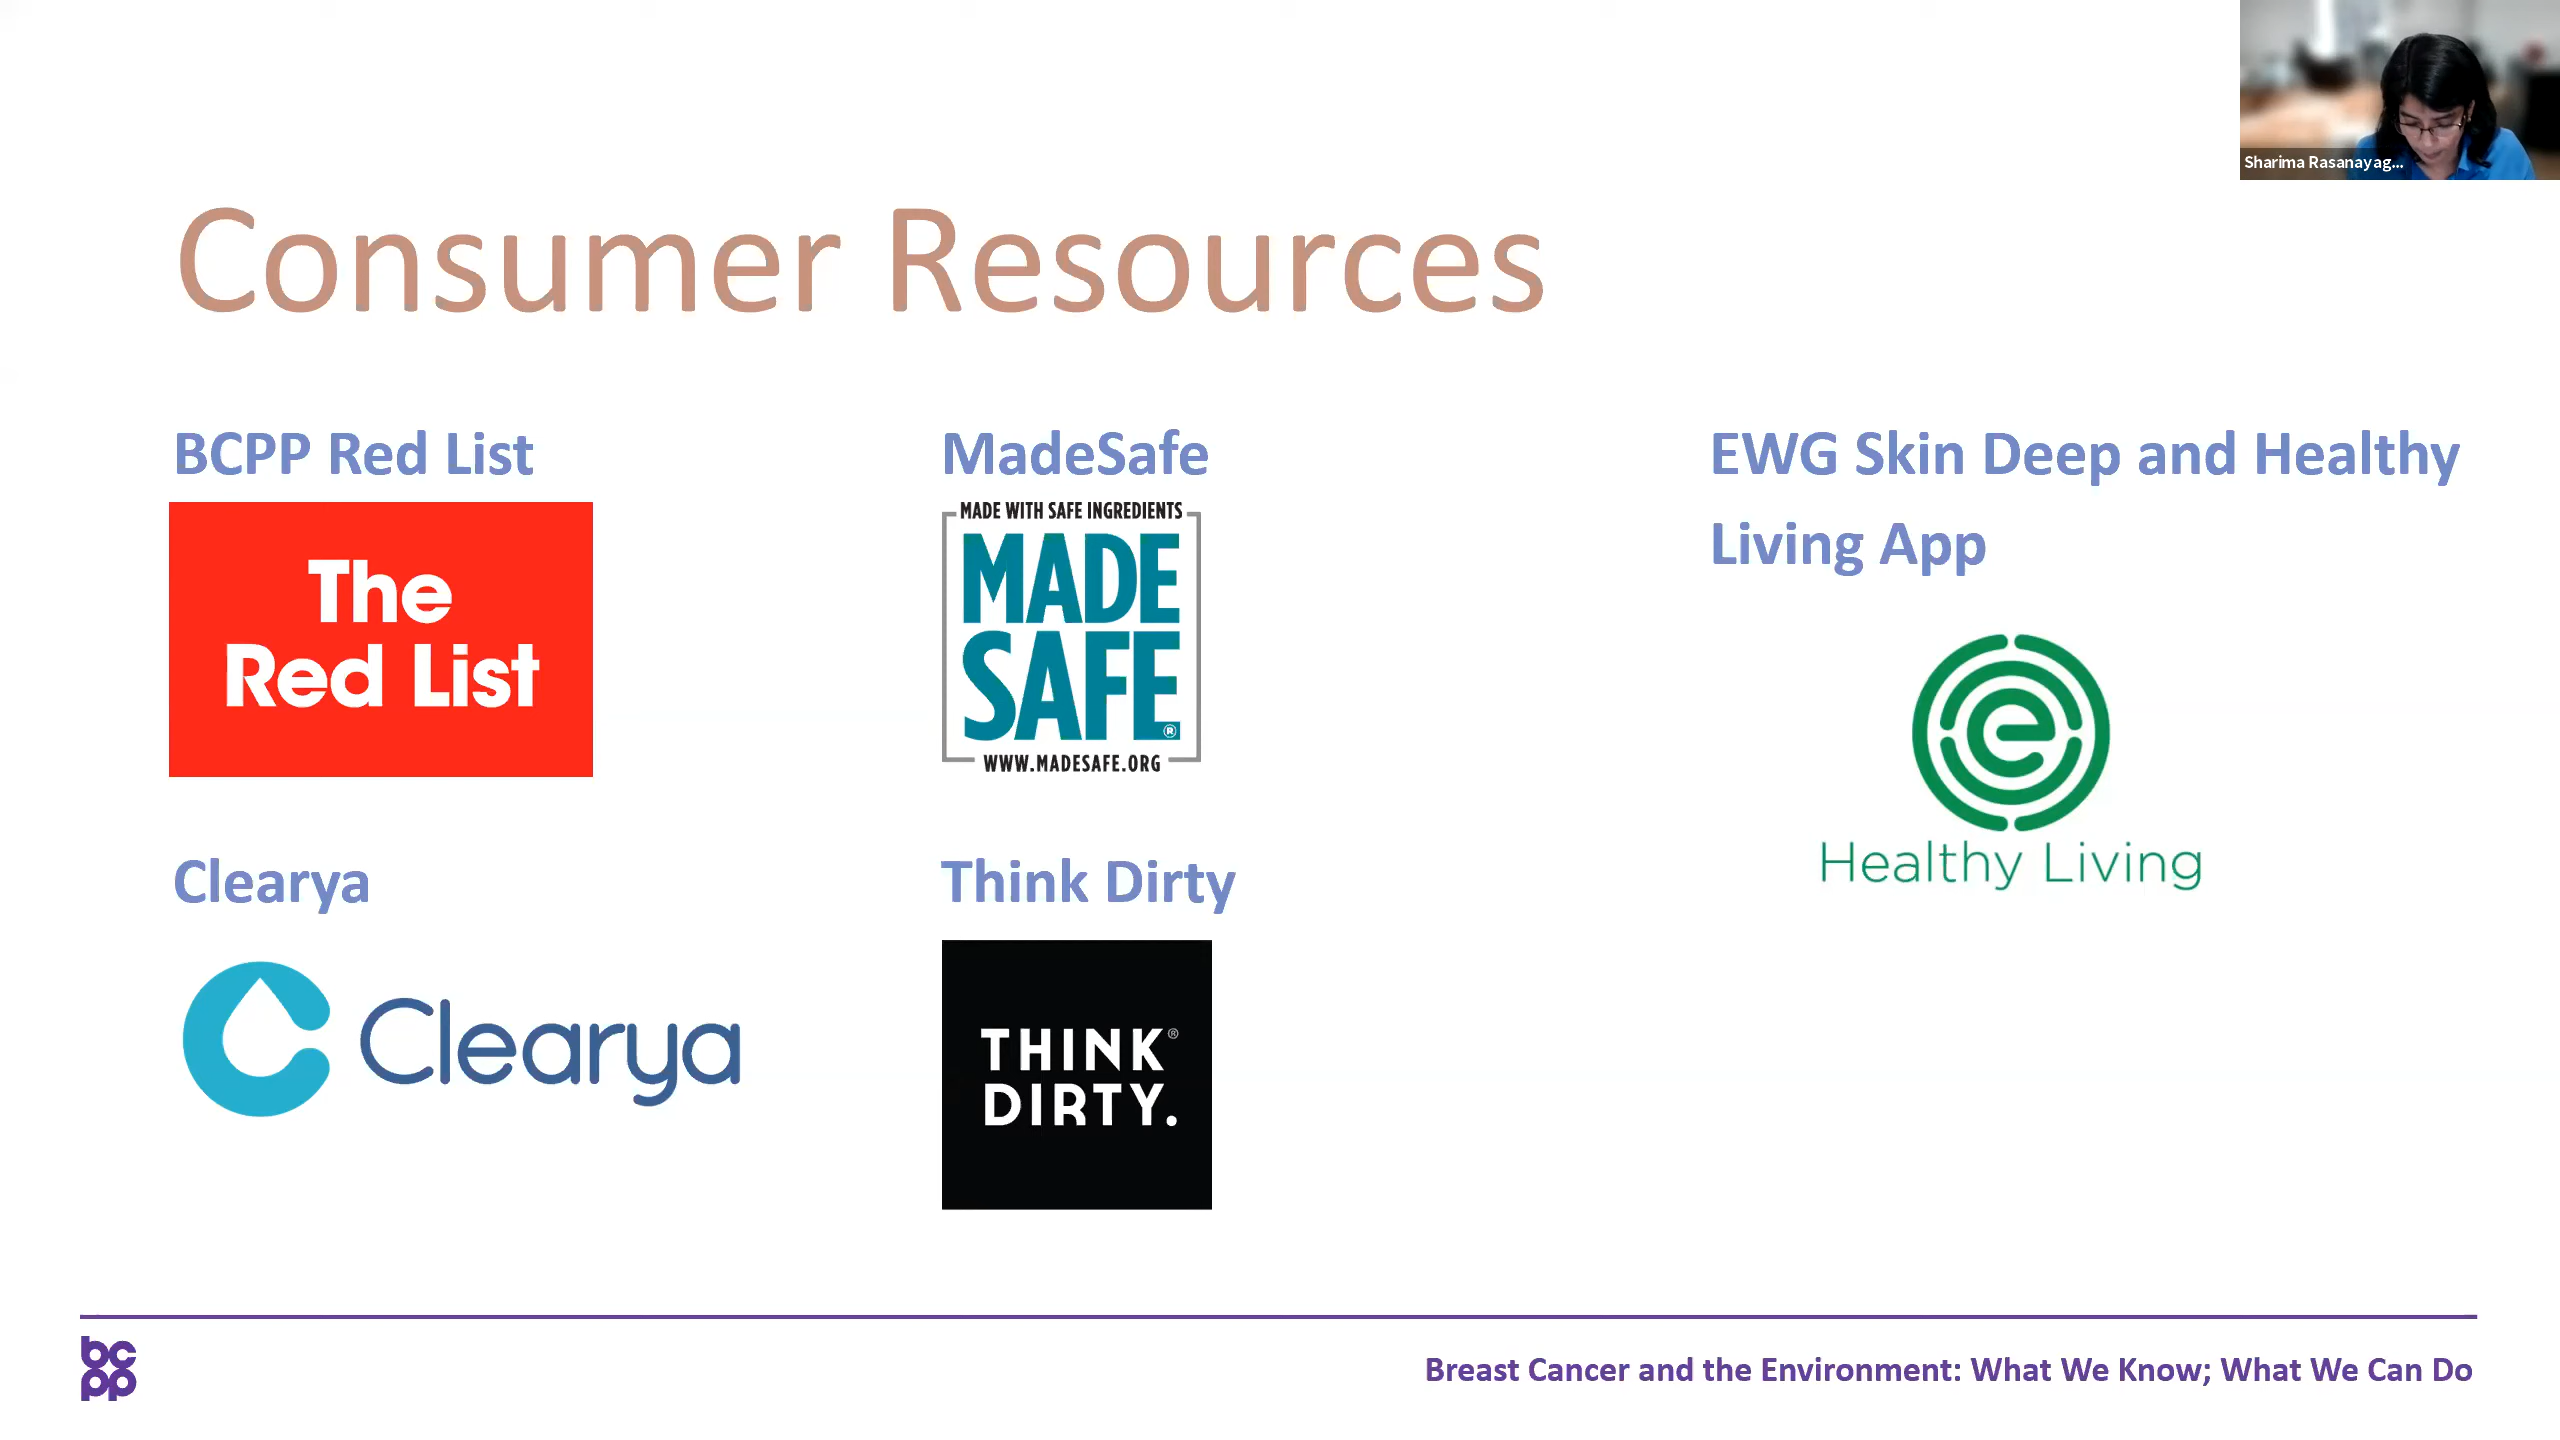 Sharima Rasanayag...
Consumer Resources
BCPP Red List
The
Red List
MadeSafe
MADE WITH SAFE INGREDIENTS
MADE
SAFE®
WWW.MADESAFE.ORG
EWG Skin Deep and Healthy
Living App
e
Healthy Living
Clearya
Clearya
Think Dirty
THINK®
DIRTY.
bc
pp
Breast Cancer and the Environment: What We Know; What We Can Do